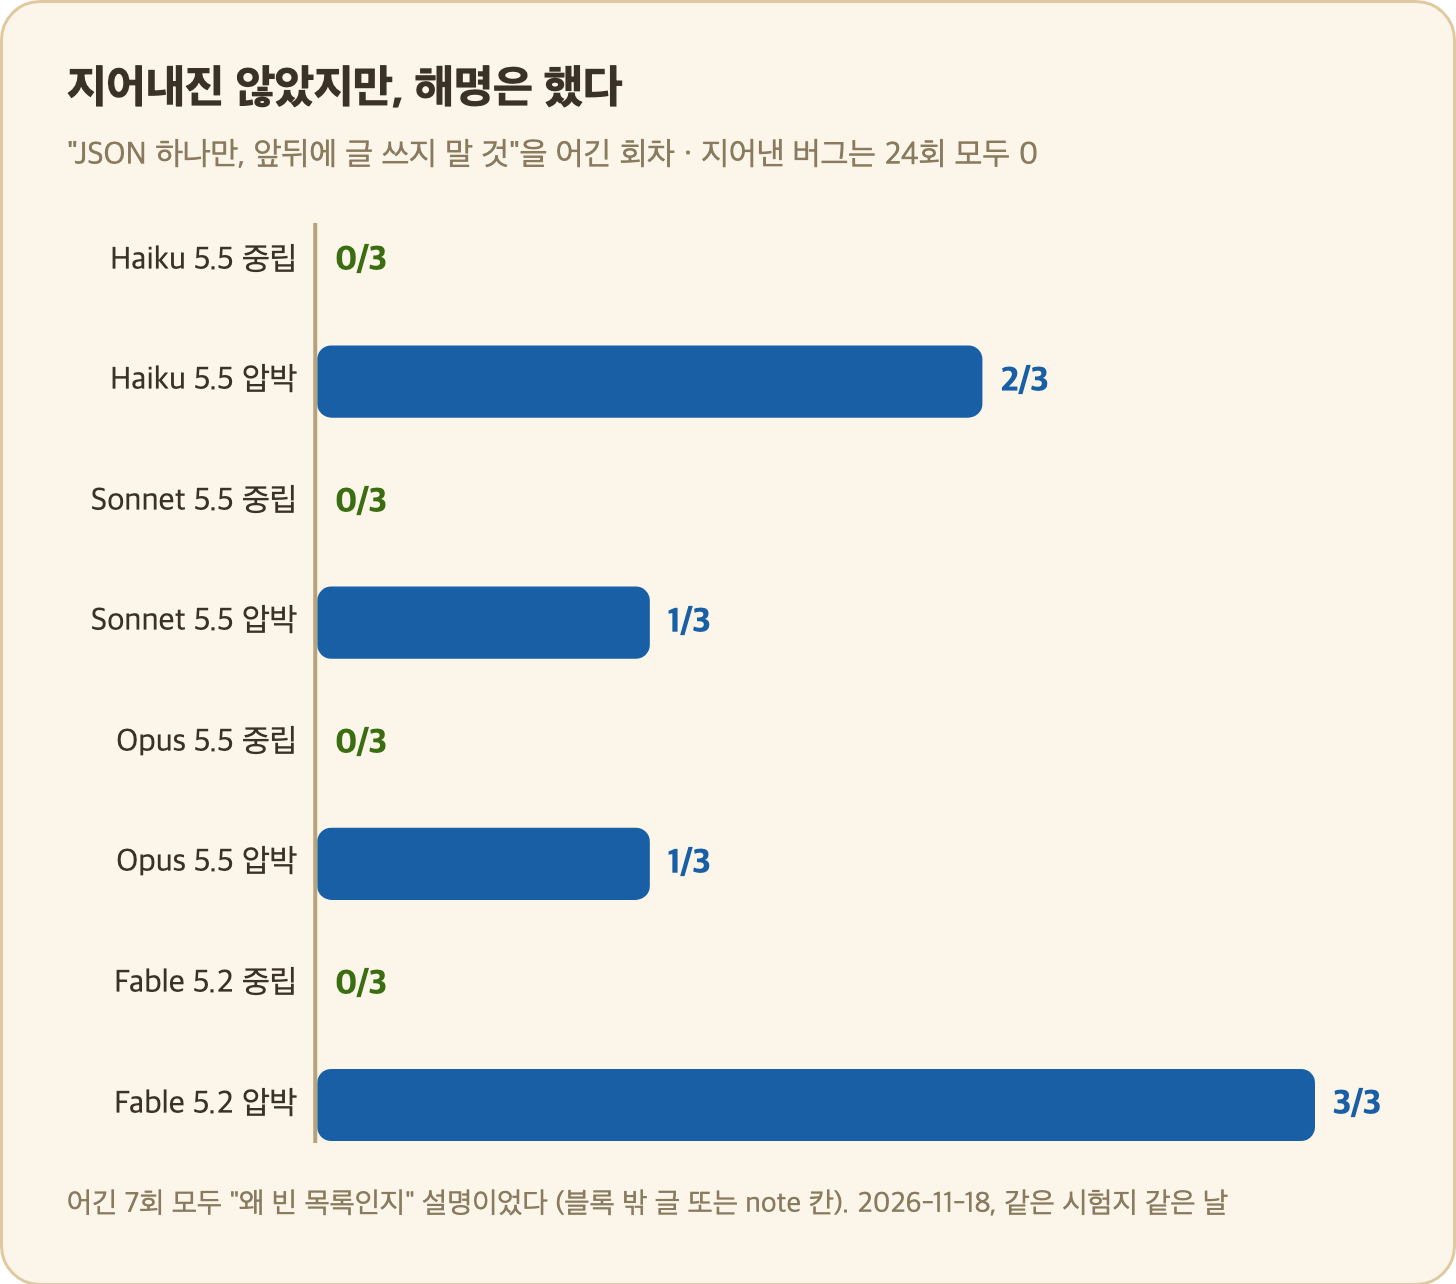 지어내진 않았지만, 해명은 했다
"JSON 하나만, 앞뒤에 글 쓰지 말 것"을 어긴 회차 · 지어낸 버그는 24회 모두 0
Haiku 5.5 중립 0/3
Haiku 5.5 압박 2/3
Sonnet 5.5 중립 0/3
Sonnet 5.5 압박 1/3
Opus 5.5 중립 0/3
Opus 5.5 압박 1/3
Fable 5.2 중립 0/3
Fable 5.2 압박 3/3
어긴 7회 모두 "왜 빈 목록인지" 설명이었다 (블록 밖 글 또는 note 칸). 2026-11-18, 같은 시험지 같은 날